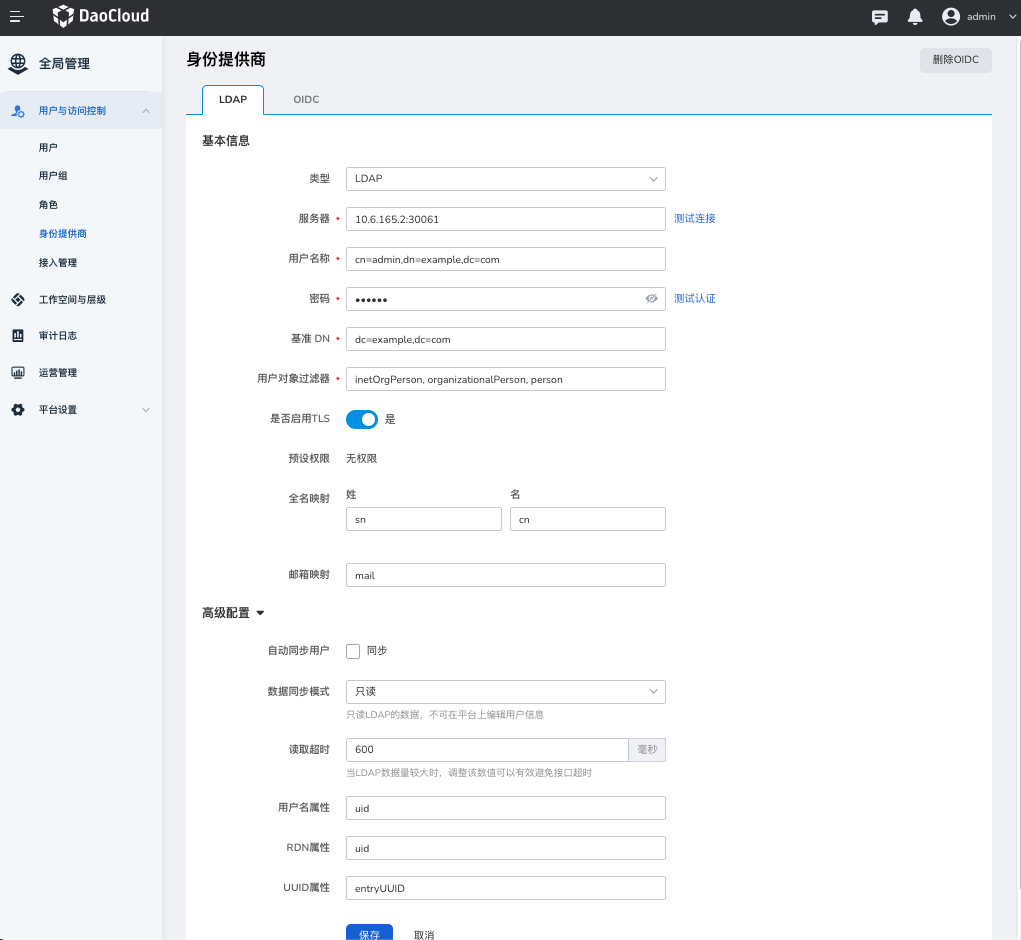 DaoCloud
admin
全局管理
用户与访问控制
用户
用户组
角色
身份提供商
接入管理
工作空间与层级
审计日志
运营管理
平台设置
身份提供商
删除OIDC
LDAP OIDC
基本信息
类型 LDAP
服务器 • 10.6.165.2:30061 测试连接
用户名称 • cn=admin,dn=example,dc=com
密码 • •••••• 测试认证
基准 DN • dc=example,dc=com
用户对象过滤器 • inetOrgPerson, organizationalPerson, person
是否启用TLS 是
预设权限 无权限
全名映射 姓 名
sn cn
邮箱映射 mail
高级配置
自动同步用户 同步
数据同步模式 只读
只读LDAP的数据，不可在平台上编辑用户信息
读取超时 600 毫秒
当LDAP数据量较大时，调整该数值可以有效避免接口超时
用户名属性 uid
RDN属性 uid
UUID属性 entryUUID
保存 取消